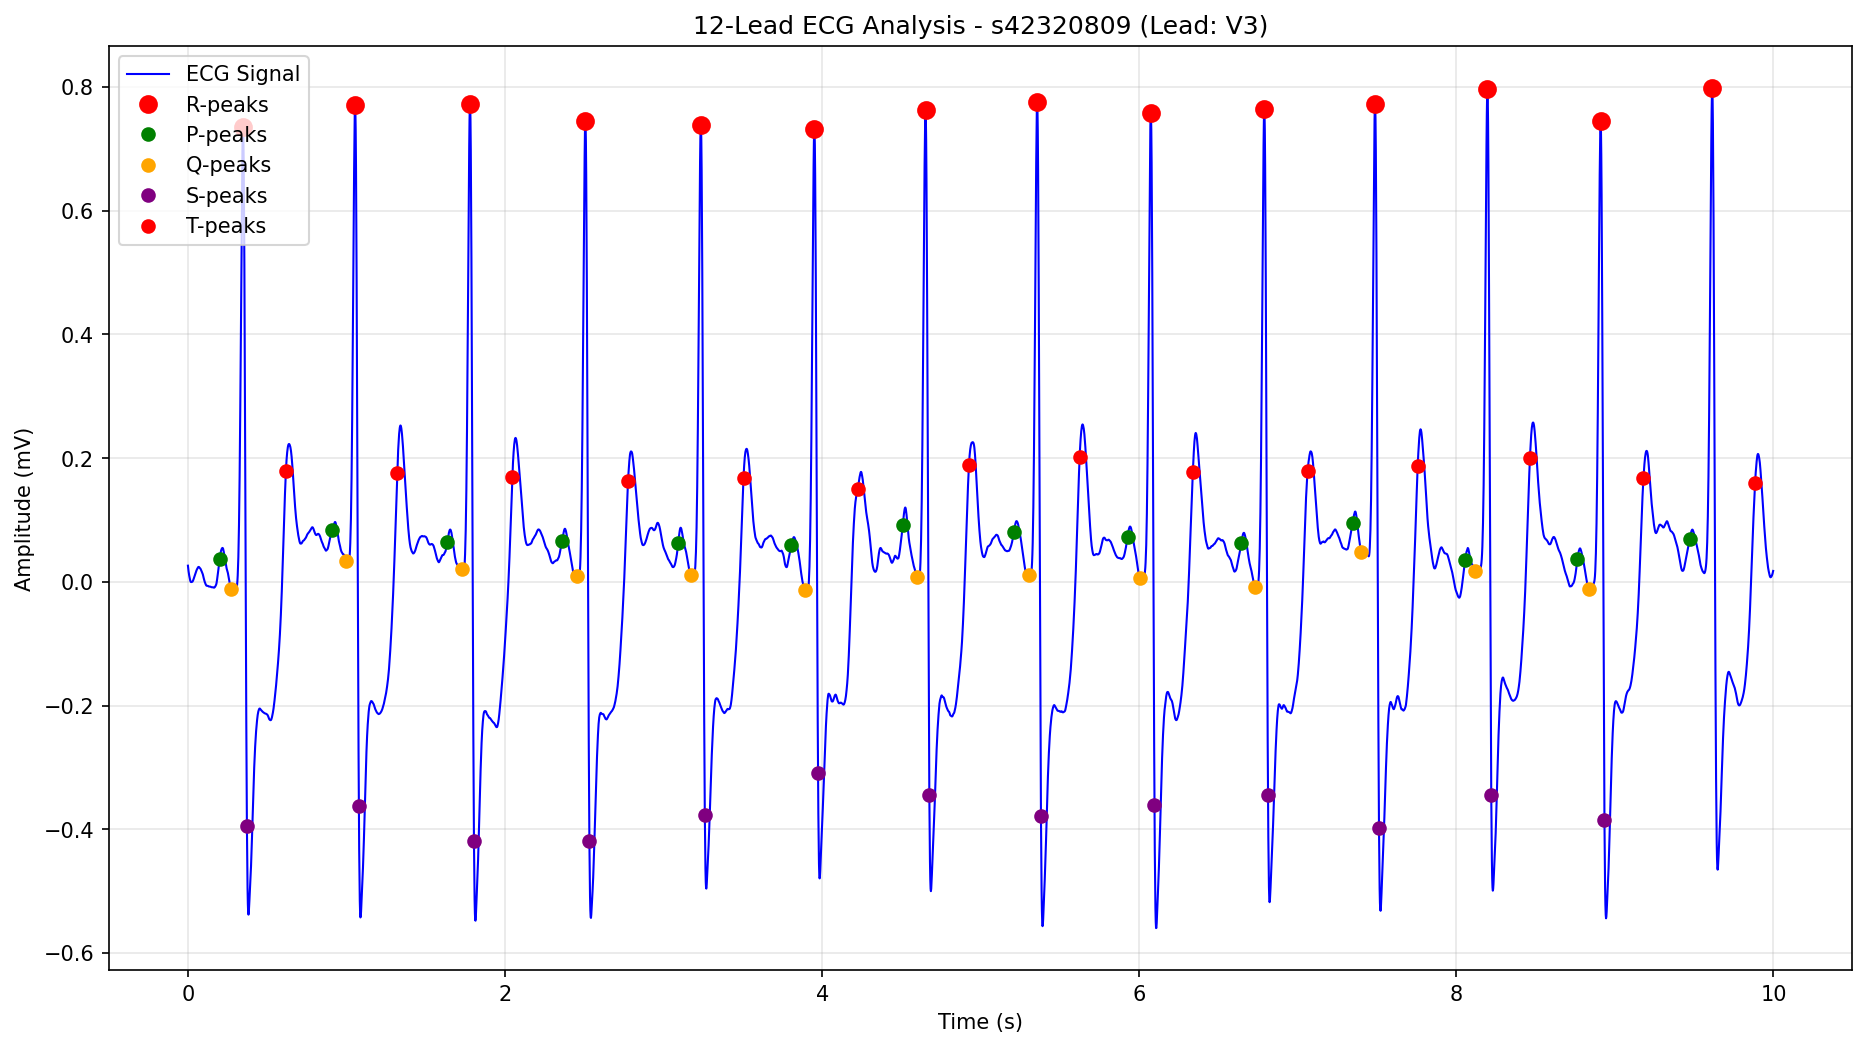 12-Lead ECG Analysis - s42320809 (Lead: V3)
ECG Signal
R-peaks
P-peaks
Q-peaks
S-peaks
T-peaks
Amplitude (mV)
0.8
0.6
0.4
0.2
0.0
−0.2
−0.4
−0.6
0 2 4 6 8 10
Time (s)